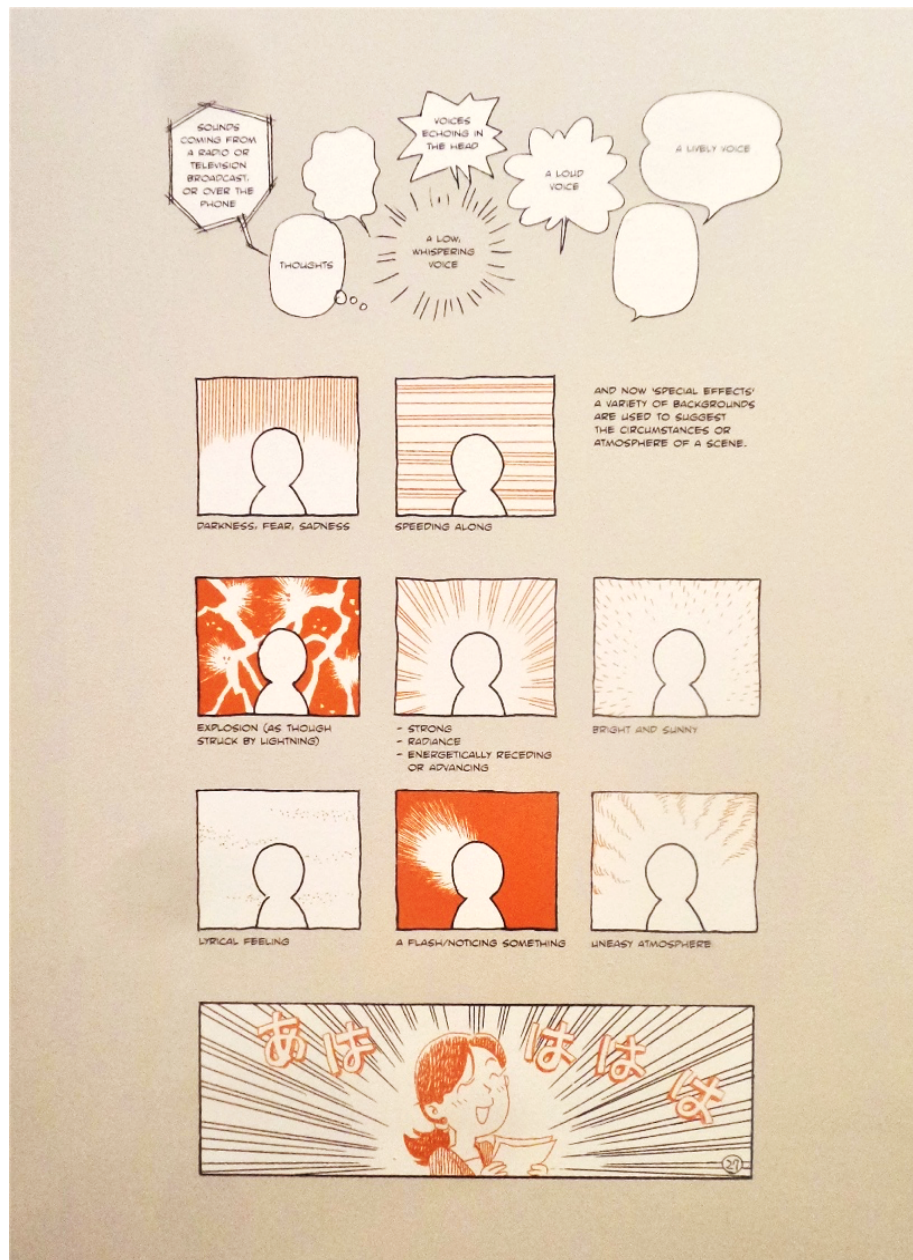 SOUNDS
COMING FROM
A RADIO OR
TELEVISION
BROADCAST,
OR OVER THE
PHONE
THOUGHTS
VOICES
ECHOING IN
THE HEAD
A LOW,
WHISPERING
VOICE
A LOUD
VOICE
A LIVELY VOICE
DARKNESS, FEAR, SADNESS
SPEEDING ALONG
AND NOW 'SPECIAL EFFECTS'
A VARIETY OF BACKGROUNDS
ARE USED TO SUGGEST
THE CIRCUMSTANCES OR
ATMOSPHERE OF A SCENE.
EXPLOSION (AS THOUGH
STRUCK BY LIGHTNING)
- STRONG
- RADIANCE
- ENERGETICALLY RECEDING
OR ADVANCING
BRIGHT AND SUNNY
LYRICAL FEELING
A FLASH/NOTICING SOMETHING
UNEASY ATMOSPHERE
あは はは は
27